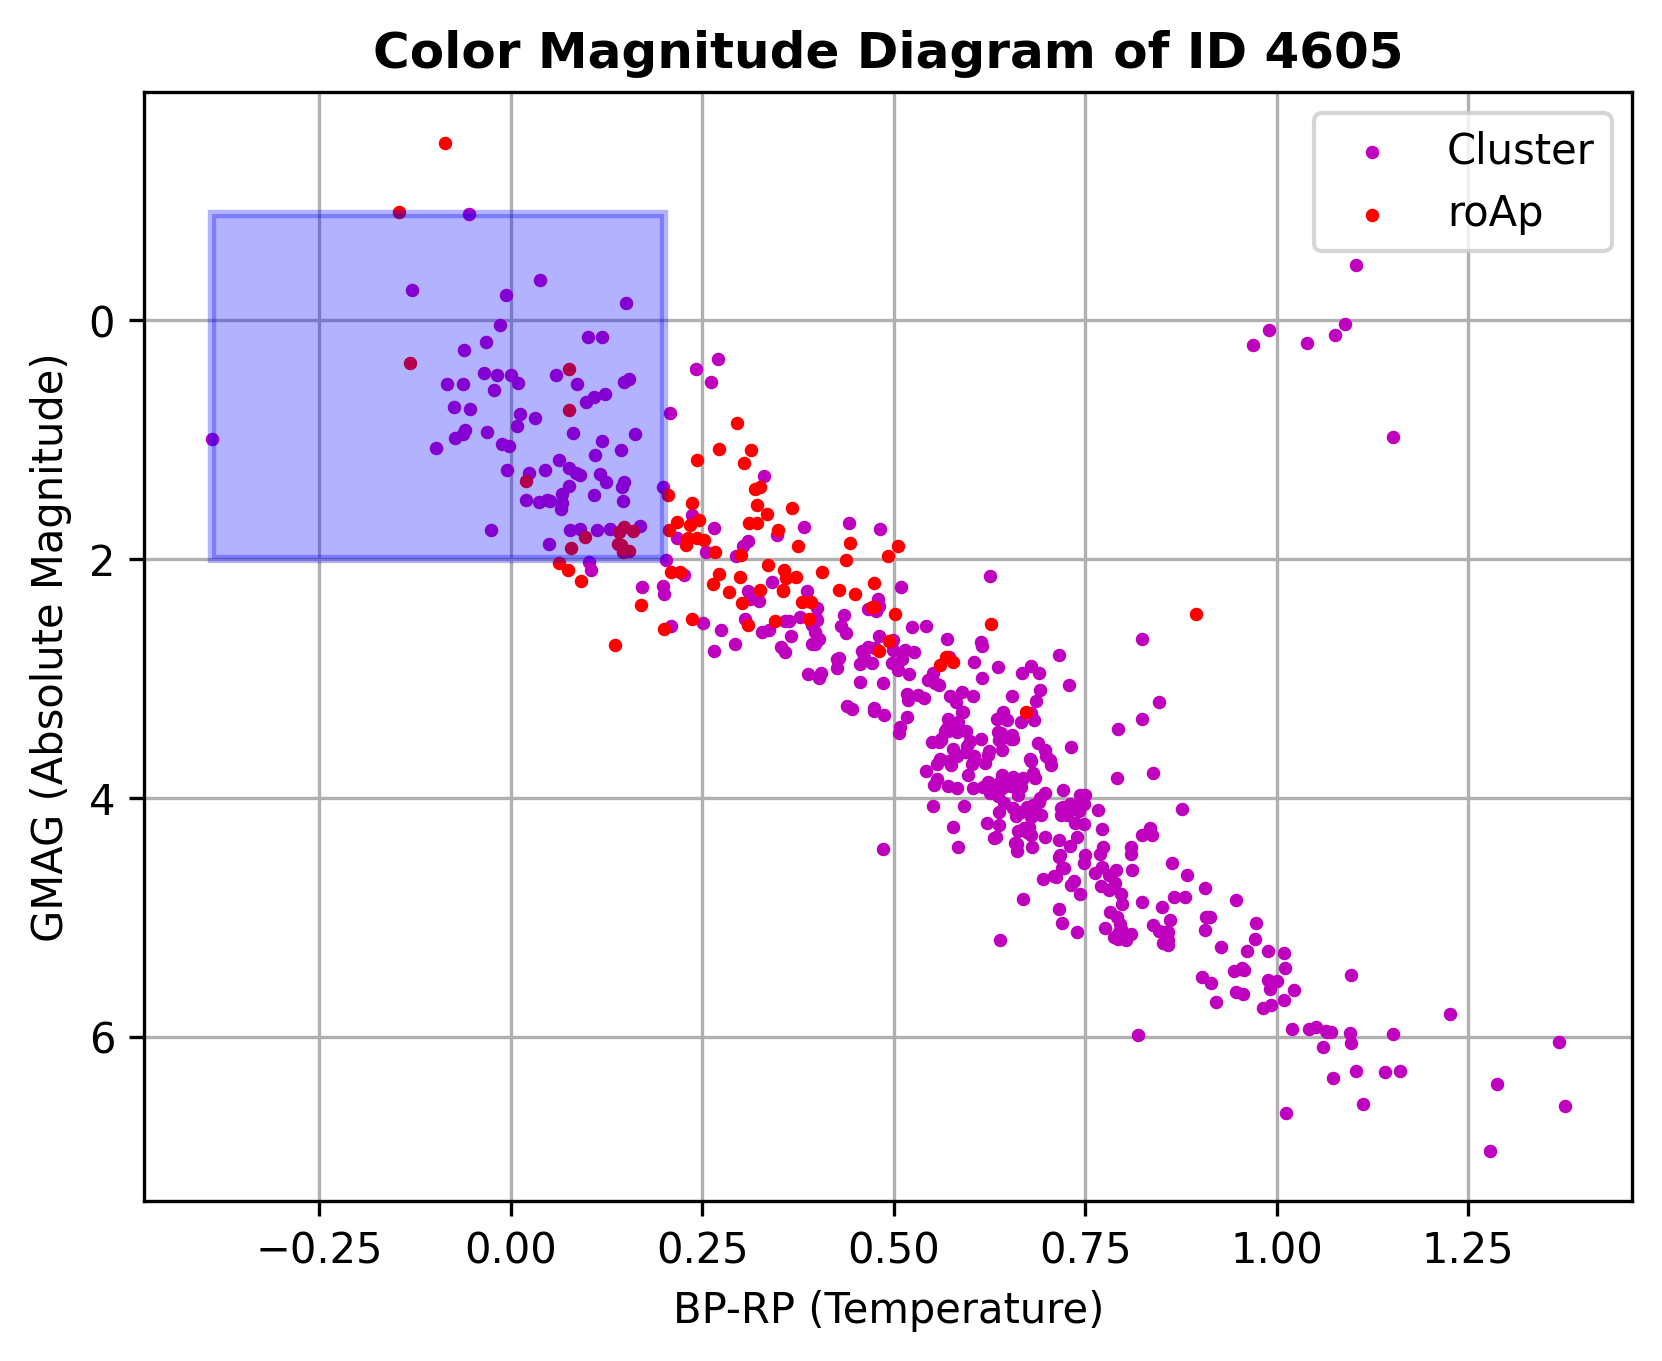 Color Magnitude Diagram of ID 4605
Cluster
roAp
GMAG (Absolute Magnitude)
0
2
4
6
−0.25 0.00 0.25 0.50 0.75 1.00 1.25
BP-RP (Temperature)